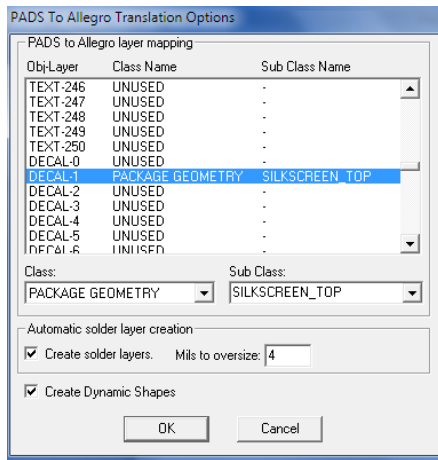 PADS To Allegro Translation Options
PADS to Allegro layer mapping
Obj-Layer Class Name Sub Class Name
TEXT-246 UNUSED -
TEXT-247 UNUSED -
TEXT-248 UNUSED -
TEXT-249 UNUSED -
TEXT-250 UNUSED -
DECAL-0 UNUSED -
DECAL-1 PACKAGE GEOMETRY SILKSCREEN_TOP
DECAL-2 UNUSED -
DECAL-3 UNUSED -
DECAL-4 UNUSED -
DECAL-5 UNUSED -
DECAL-6 UNUSED -
Class: Sub Class:
PACKAGE GEOMETRY SILKSCREEN_TOP
Automatic solder layer creation
Create solder layers. Mils to oversize: 4
Create Dynamic Shapes
OK Cancel